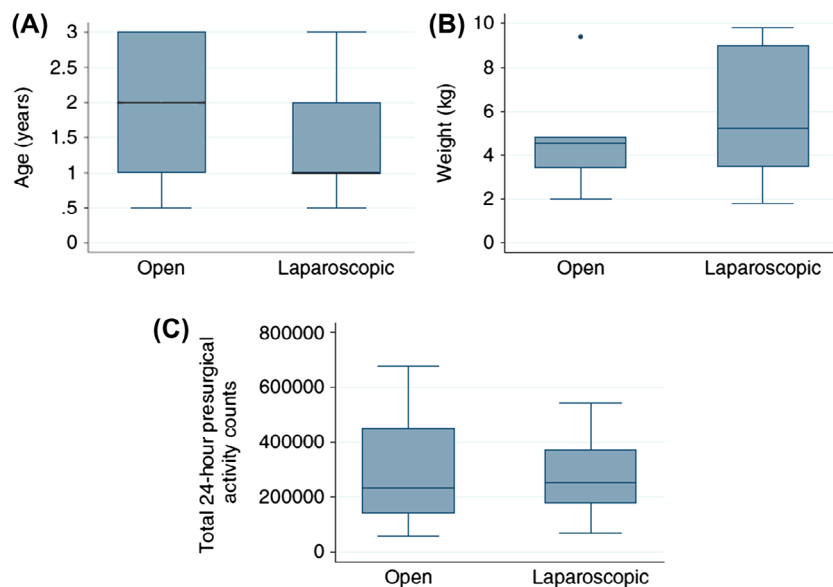 (A)
Age (years)
3
2.5
2
1.5
1
.5
0
Open
Laparoscopic
(B)
Weight (kg)
10
8
6
4
2
0
Open
Laparoscopic
(C)
Total 24-hour presurgical
activity counts
800000
600000
400000
200000
0
Open
Laparoscopic